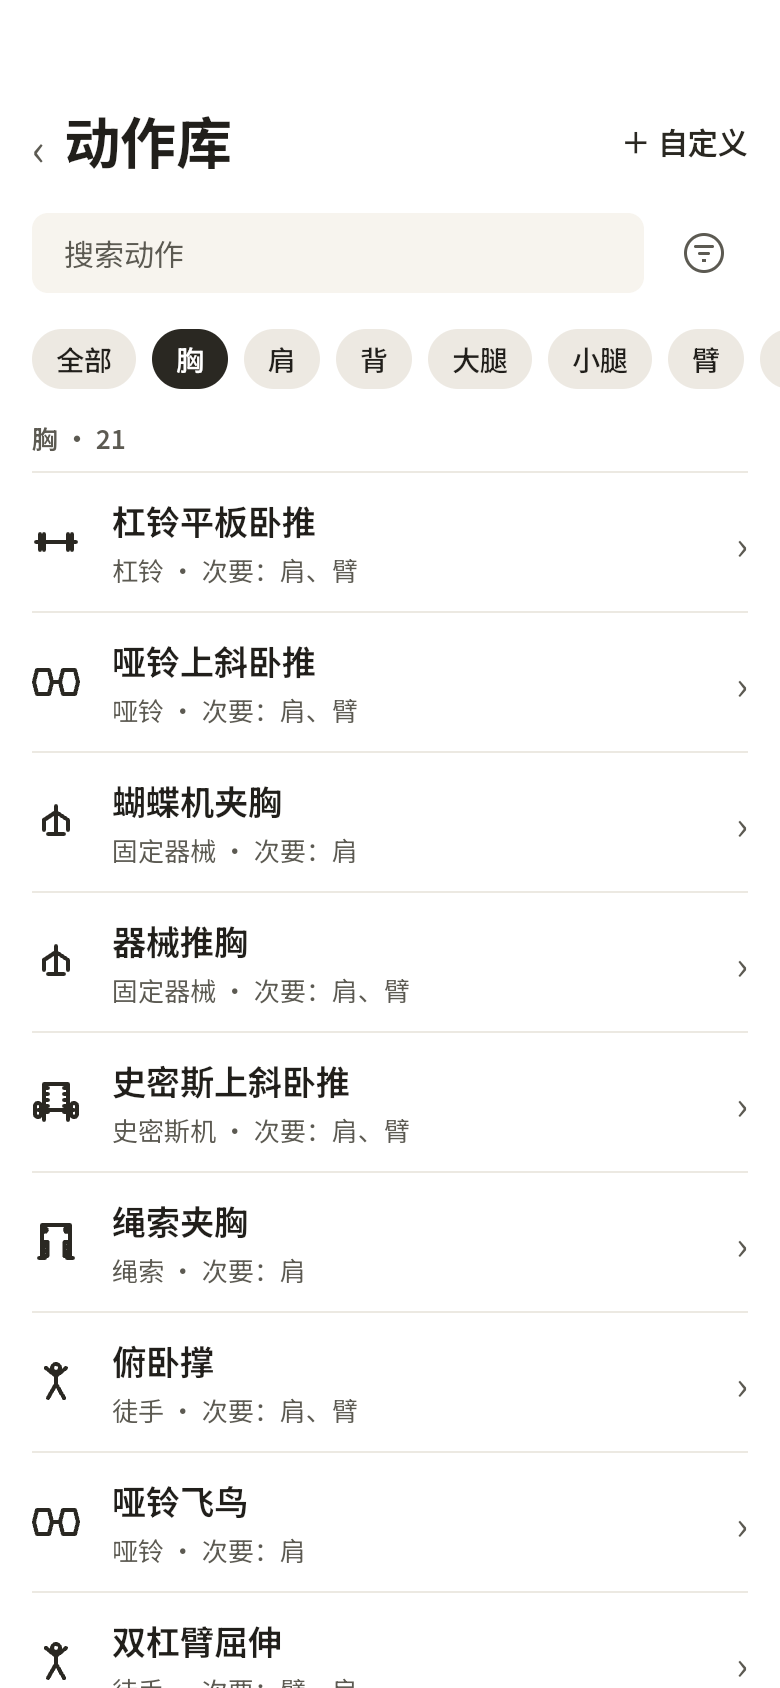 动作库
＋ 自定义
搜索动作
全部 胸 肩 背 大腿 小腿 臂
胸 · 21
杠铃平板卧推
杠铃 · 次要：肩、臂
哑铃上斜卧推
哑铃 · 次要：肩、臂
蝴蝶机夹胸
固定器械 · 次要：肩
器械推胸
固定器械 · 次要：肩、臂
史密斯上斜卧推
史密斯机 · 次要：肩、臂
绳索夹胸
绳索 · 次要：肩
俯卧撑
徒手 · 次要：肩、臂
哑铃飞鸟
哑铃 · 次要：肩
双杠臂屈伸